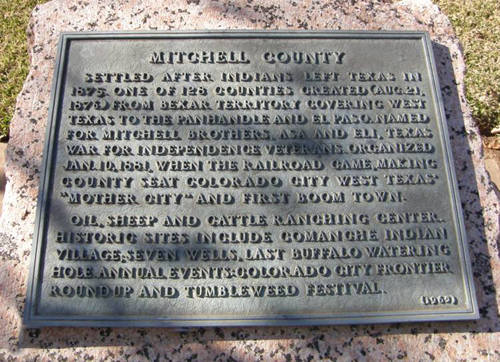 MITCHELL COUNTY
SETTLED AFTER INDIANS LEFT TEXAS IN
1875. ONE OF 128 COUNTIES CREATED (AUG. 21,
1876) FROM BEXAR TERRITORY COVERING WEST
TEXAS TO THE PANHANDLE AND EL PASO. NAMED
FOR MITCHELL BROTHERS, ASA AND ELI, TEXAS
WAR FOR INDEPENDENCE VETERANS. ORGANIZED
JAN. 10, 1881, WHEN THE RAILROAD CAME, MAKING
COUNTY SEAT COLORADO CITY WEST TEXAS'
"MOTHER CITY" AND FIRST BOOM TOWN.
OIL, SHEEP AND CATTLE RANCHING CENTER.
HISTORIC SITES INCLUDE COMANCHE INDIAN
VILLAGE, SEVEN WELLS, LAST BUFFALO WATERING
HOLE. ANNUAL EVENTS: COLORADO CITY FRONTIER
ROUNDUP AND TUMBLEWEED FESTIVAL.